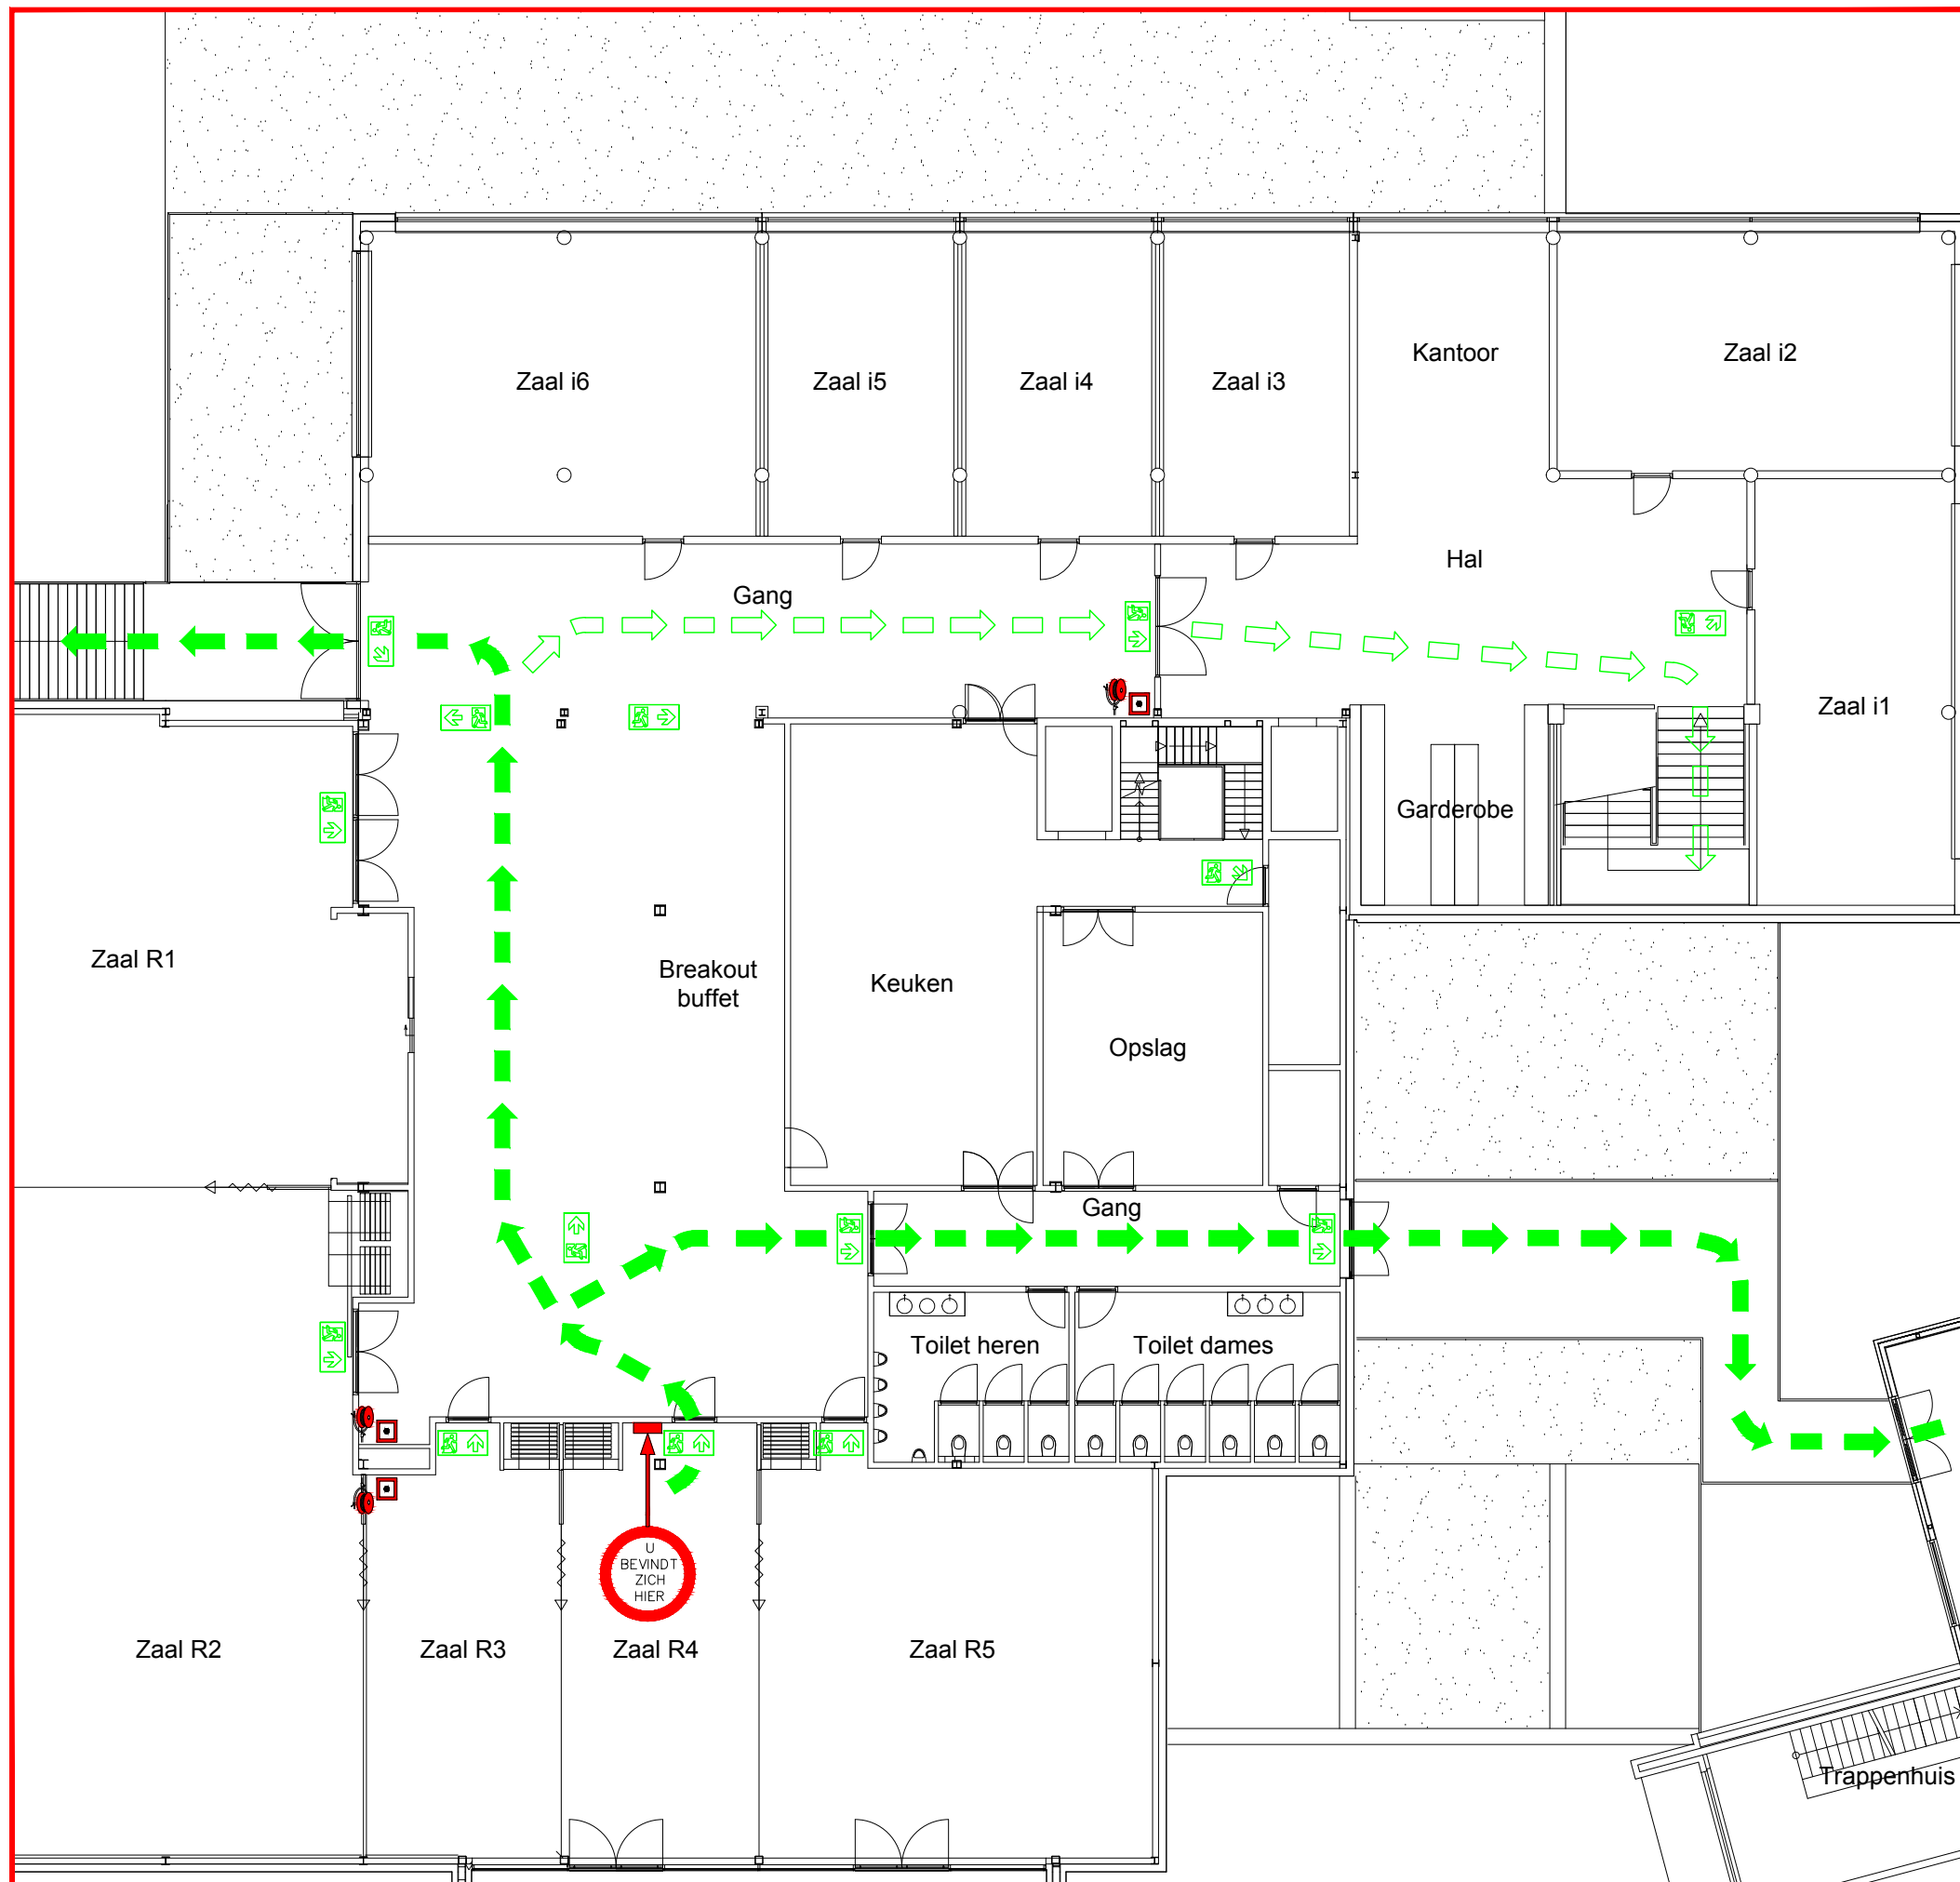 Kantoor
Zaal i2
Zaal i6
Zaal i5
Zaal i4
Zaal i3
Hal
Gang
Zaal i1
Garderobe
Zaal R1
Breakout
buffet
Keuken
Opslag
Gang
Toilet heren
Toilet dames
U
BEVINDT
ZICH
HIER
Zaal R2
Zaal R3
Zaal R4
Zaal R5
Trappenhuis